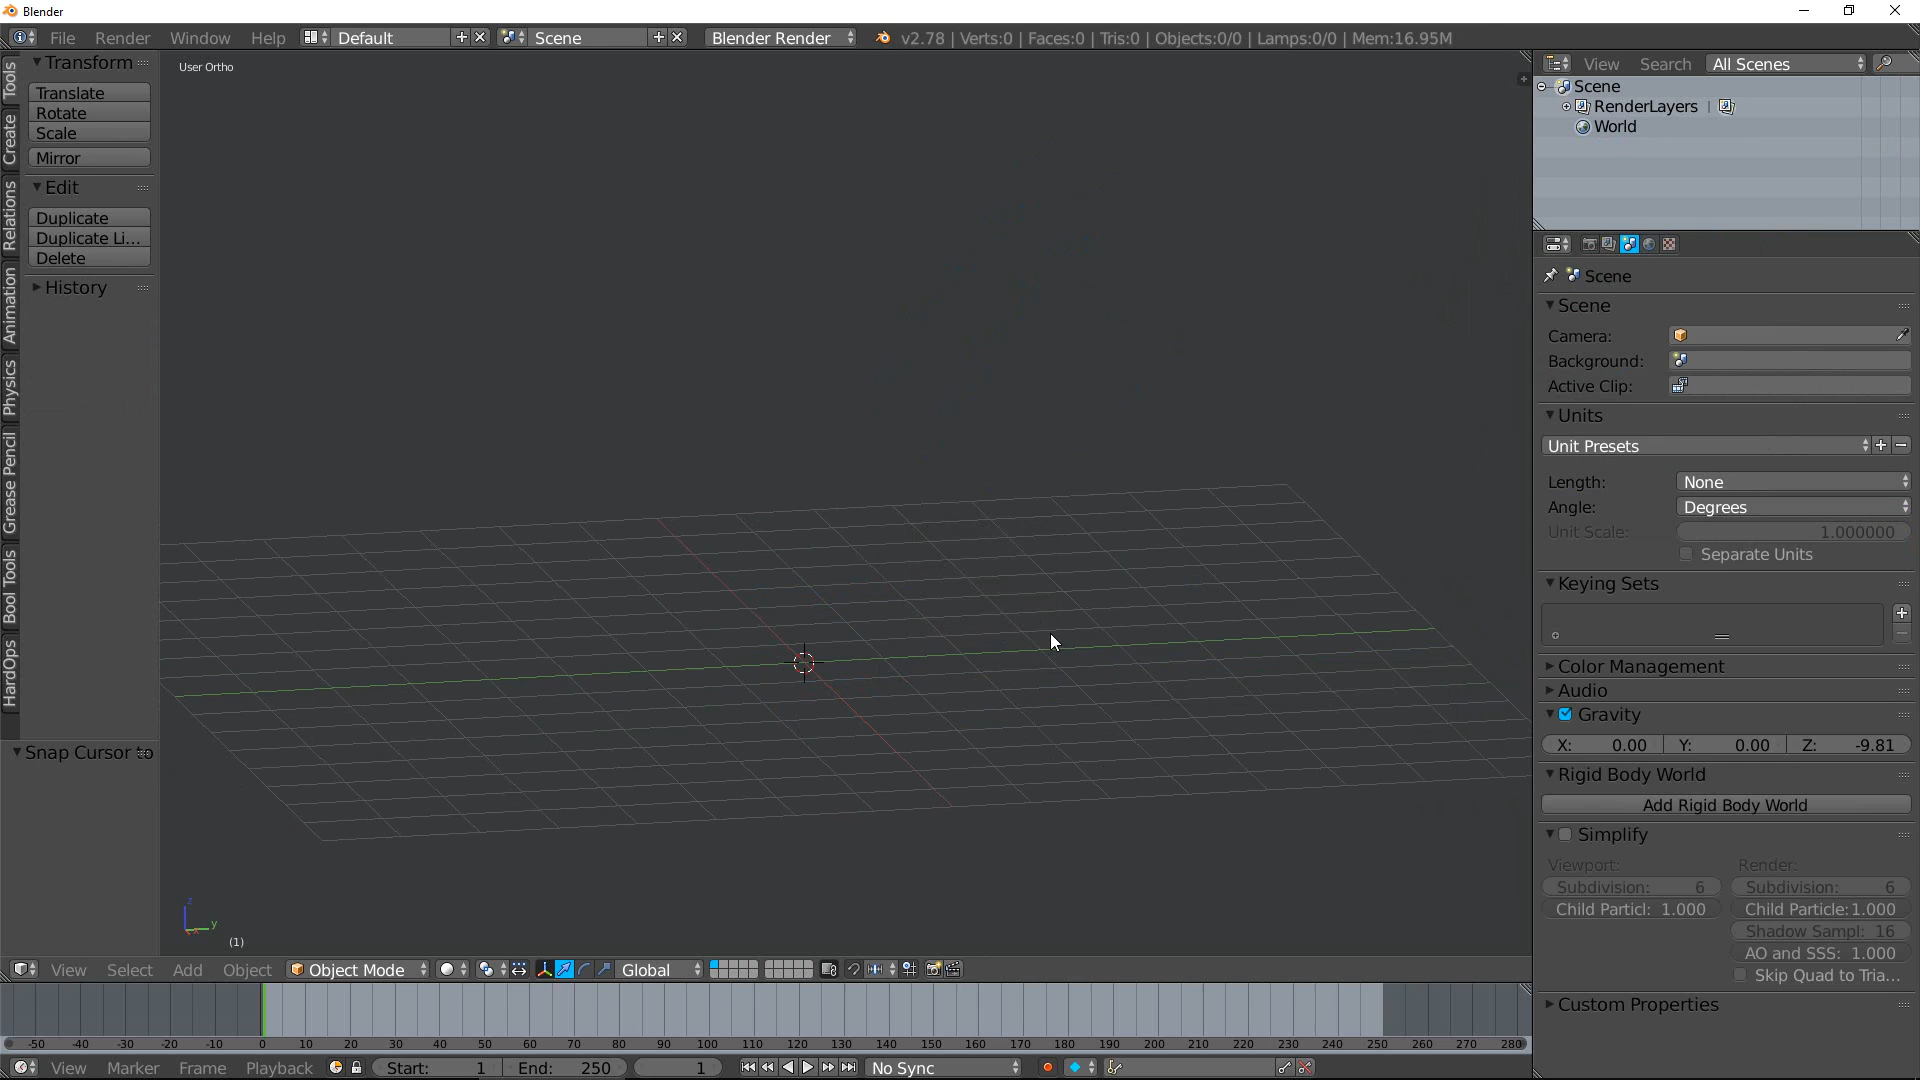 Blender
File Render Window Help Default Scene Blender Render v2.78 | Verts:0 | Faces:0 | Tris:0 | Objects:0/0 | Lamps:0/0 | Mem:16.95M
Tools
Create
Relations
Animation
Physics
Grease Pencil
Bool Tools
HardOps
Transform
Translate
Rotate
Scale
Mirror
Edit
Duplicate
Duplicate Li...
Delete
History
Snap Cursor to
User Ortho
z
y
x
(1)
View Select Add Object Object Mode Global
-50 -40 -30 -20 -10 0 10 20 30 40 50 60 70 80 90 100 110 120 130 140 150 160 170 180 190 200 210 220 230 240 250 260 270 280
View Marker Frame Playback Start: 1 End: 250 1 No Sync
View Search All Scenes
Scene
RenderLayers |
World
Scene
Scene
Camera:
Background:
Active Clip:
Units
Unit Presets
Length: None
Angle: Degrees
Unit Scale: 1.000000
Separate Units
Keying Sets
Color Management
Audio
Gravity
X: 0.00 Y: 0.00 Z: -9.81
Rigid Body World
Add Rigid Body World
Simplify
Viewport: Render:
Subdivision: 6 Subdivision: 6
Child Particl: 1.000 Child Particle: 1.000
Shadow Sampl: 16
AO and SSS: 1.000
Skip Quad to Tria...
Custom Properties